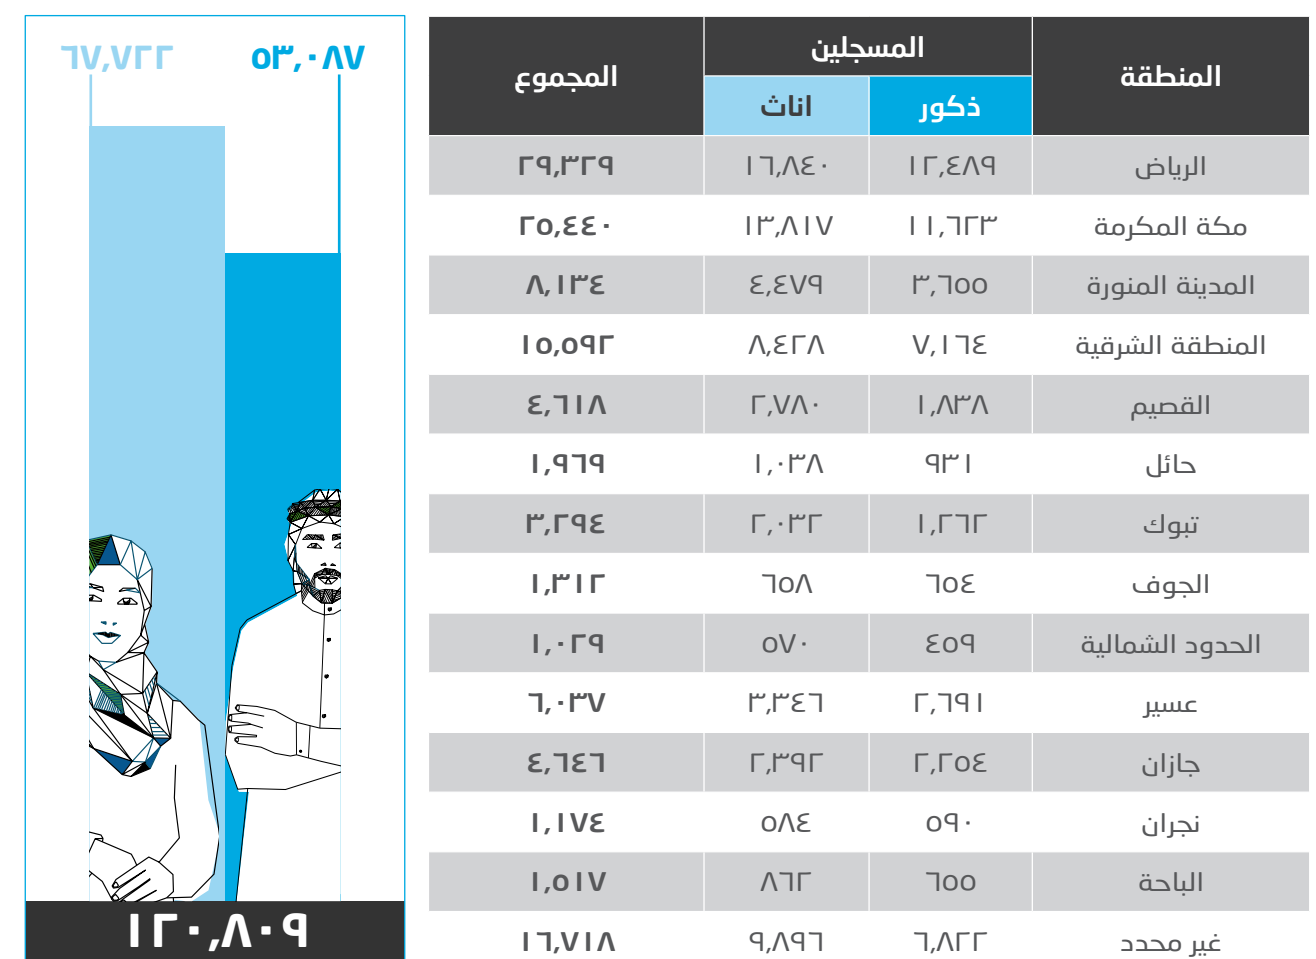 المنطقة المسجلين المجموع
ذكور اناث
الرياض ١٢,٤٨٩ ١٦,٨٤٠ ٢٩,٣٢٩
مكة المكرمة ١١,٦٢٣ ١٣,٨١٧ ٢٥,٤٤٠
المدينة المنورة ٣,٦٥٥ ٤,٤٧٩ ٨,١٣٤
المنطقة الشرقية ٧,١٦٤ ٨,٤٢٨ ١٥,٥٩٢
القصيم ١,٨٣٨ ٢,٧٨٠ ٤,٦١٨
حائل ٩٣١ ١,٠٣٨ ١,٩٦٩
تبوك ١,٢٦٢ ٢,٠٣٢ ٣,٢٩٤
الجوف ٦٥٤ ٦٥٨ ١,٣١٢
الحدود الشمالية ٤٥٩ ٥٧٠ ١,٠٢٩
عسير ٢,٦٩١ ٣,٣٤٦ ٦,٠٣٧
جازان ٢,٢٥٤ ٢,٣٩٢ ٤,٦٤٦
نجران ٥٩٠ ٥٨٤ ١,١٧٤
الباحة ٦٥٥ ٨٦٢ ١,٥١٧
غير محدد ٦,٨٢٢ ٩,٨٩٦ ١٦,٧١٨
٥٣,٠٨٧
٦٧,٧٢٢
١٢٠,٨٠٩